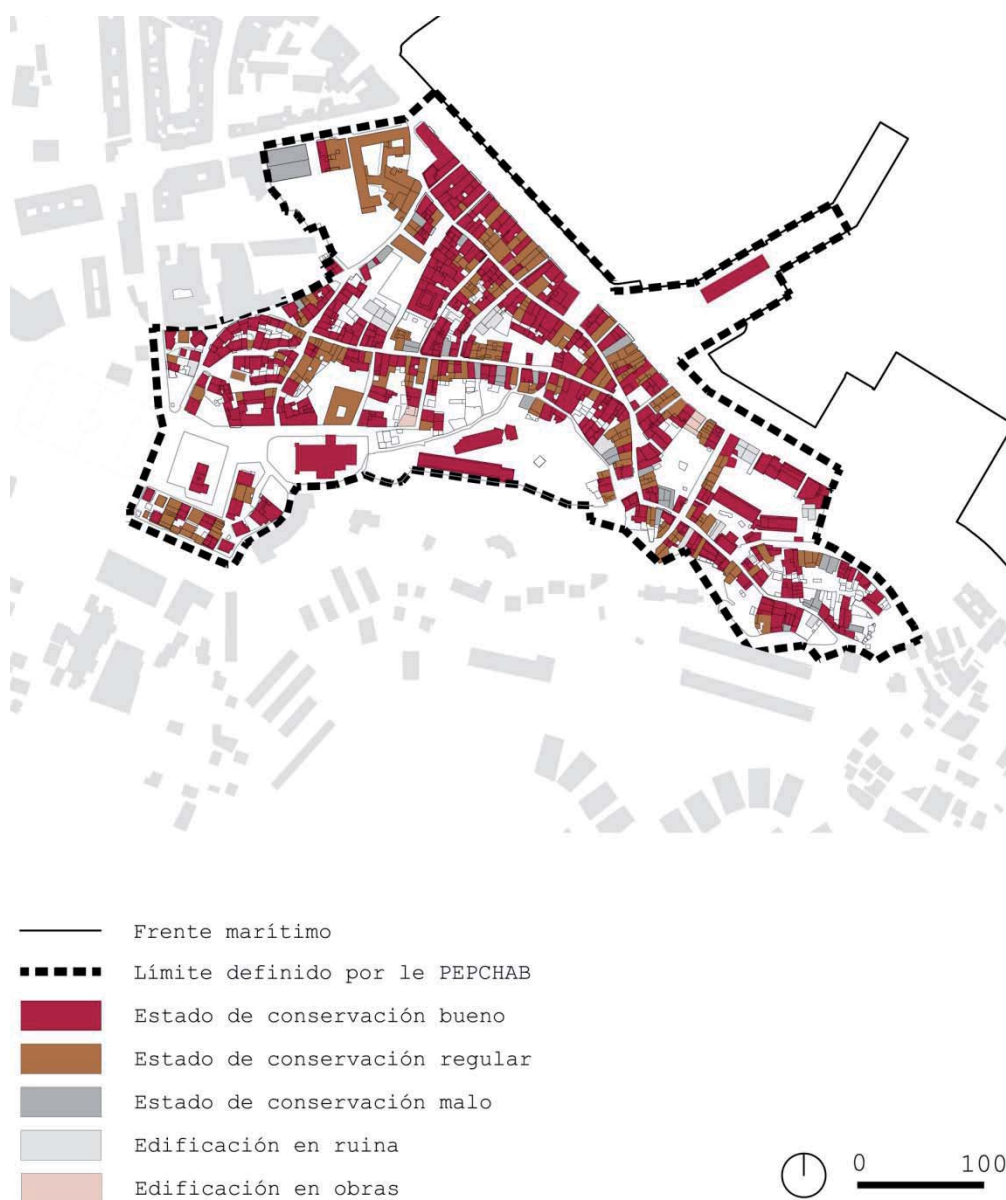 Frente marítimo
Límite definido por le PEPCHAB
Estado de conservación bueno
Estado de conservación regular
Estado de conservación malo
Edificación en ruina
Edificación en obras
0 100